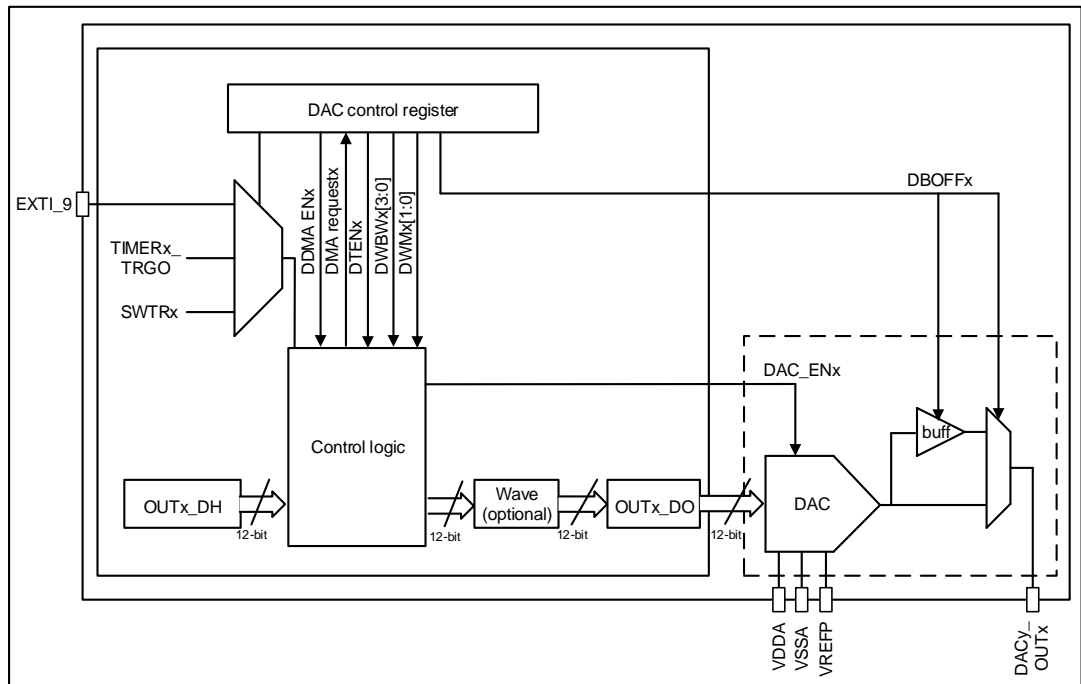 DAC control register
EXTI_9
TIMERx_
TRGO
SWTRx
DDMA ENx
DMA requestx
DTENx
DWBWx[3:0]
DWMx[1:0]
DBOFFx
DAC_ENx
buff
Control logic
OUTx_DH
12-bit
12-bit
Wave
(optional)
12-bit
OUTx_DO
12-bit
DAC
VDDA
VSSA
VREFP
DACy_
OUTx